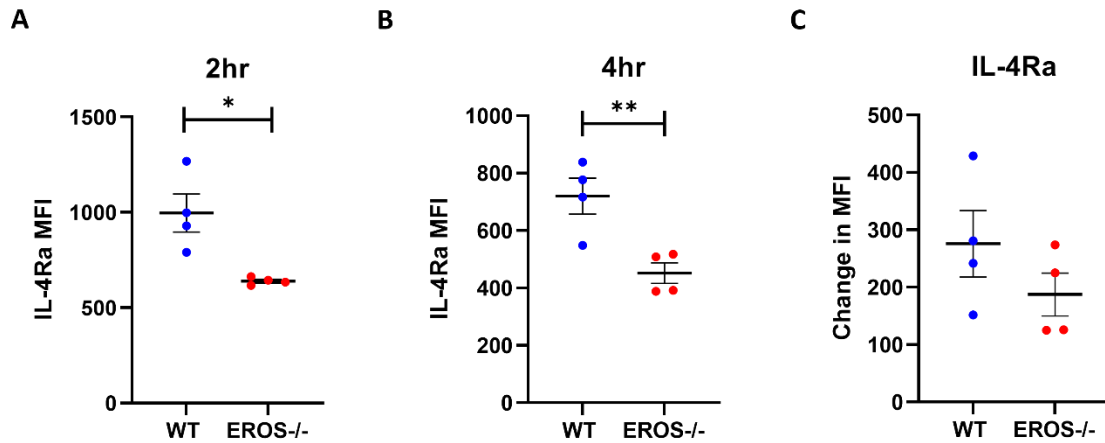 A
2hr
*
IL-4Ra MFI
1500
1000
500
0
WT EROS-/-
B
4hr
**
IL-4Ra MFI
1000
800
600
400
200
0
WT EROS-/-
C
IL-4Ra
Change in MFI
500
400
300
200
100
0
WT EROS-/-